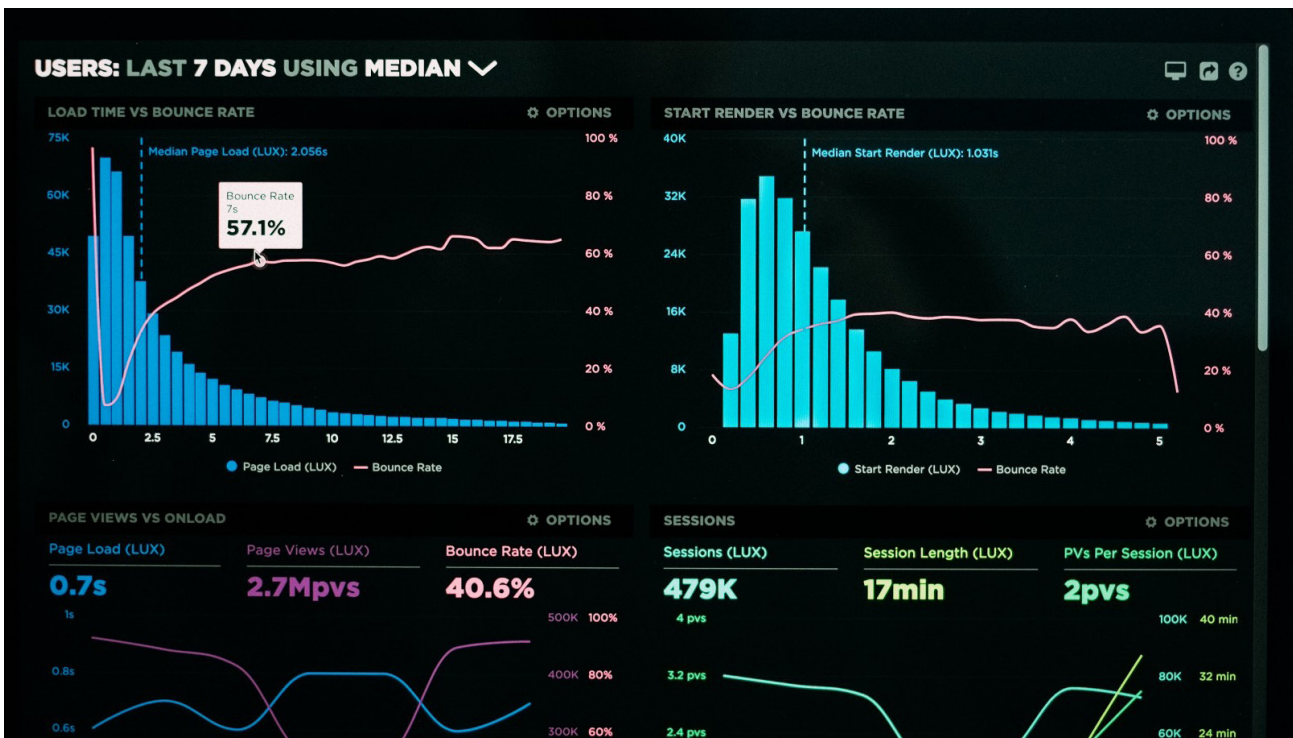 USERS: LAST 7 DAYS USING MEDIAN
LOAD TIME VS BOUNCE RATE
OPTIONS
75K
60K
45K
30K
15K
0
Median Page Load (LUX): 2.056s
Bounce Rate
7s
57.1%
100 %
80 %
60 %
40 %
20 %
0 %
0 2.5 5 7.5 10 12.5 15 17.5
Page Load (LUX) Bounce Rate
START RENDER VS BOUNCE RATE
OPTIONS
40K
32K
24K
16K
8K
0
Median Start Render (LUX): 1.031s
100 %
80 %
60 %
40 %
20 %
0 %
0 1 2 3 4 5
Start Render (LUX) Bounce Rate
PAGE VIEWS VS ONLOAD
OPTIONS
Page Load (LUX)
0.7s
Page Views (LUX)
2.7Mpvs
Bounce Rate (LUX)
40.6%
1s
0.8s
0.6s
500K 100%
400K 80%
300K 60%
SESSIONS
OPTIONS
Sessions (LUX)
479K
Session Length (LUX)
17min
PVs Per Session (LUX)
2pvs
4 pvs
3.2 pvs
2.4 pvs
100K 40 min
80K 32 min
60K 24 min